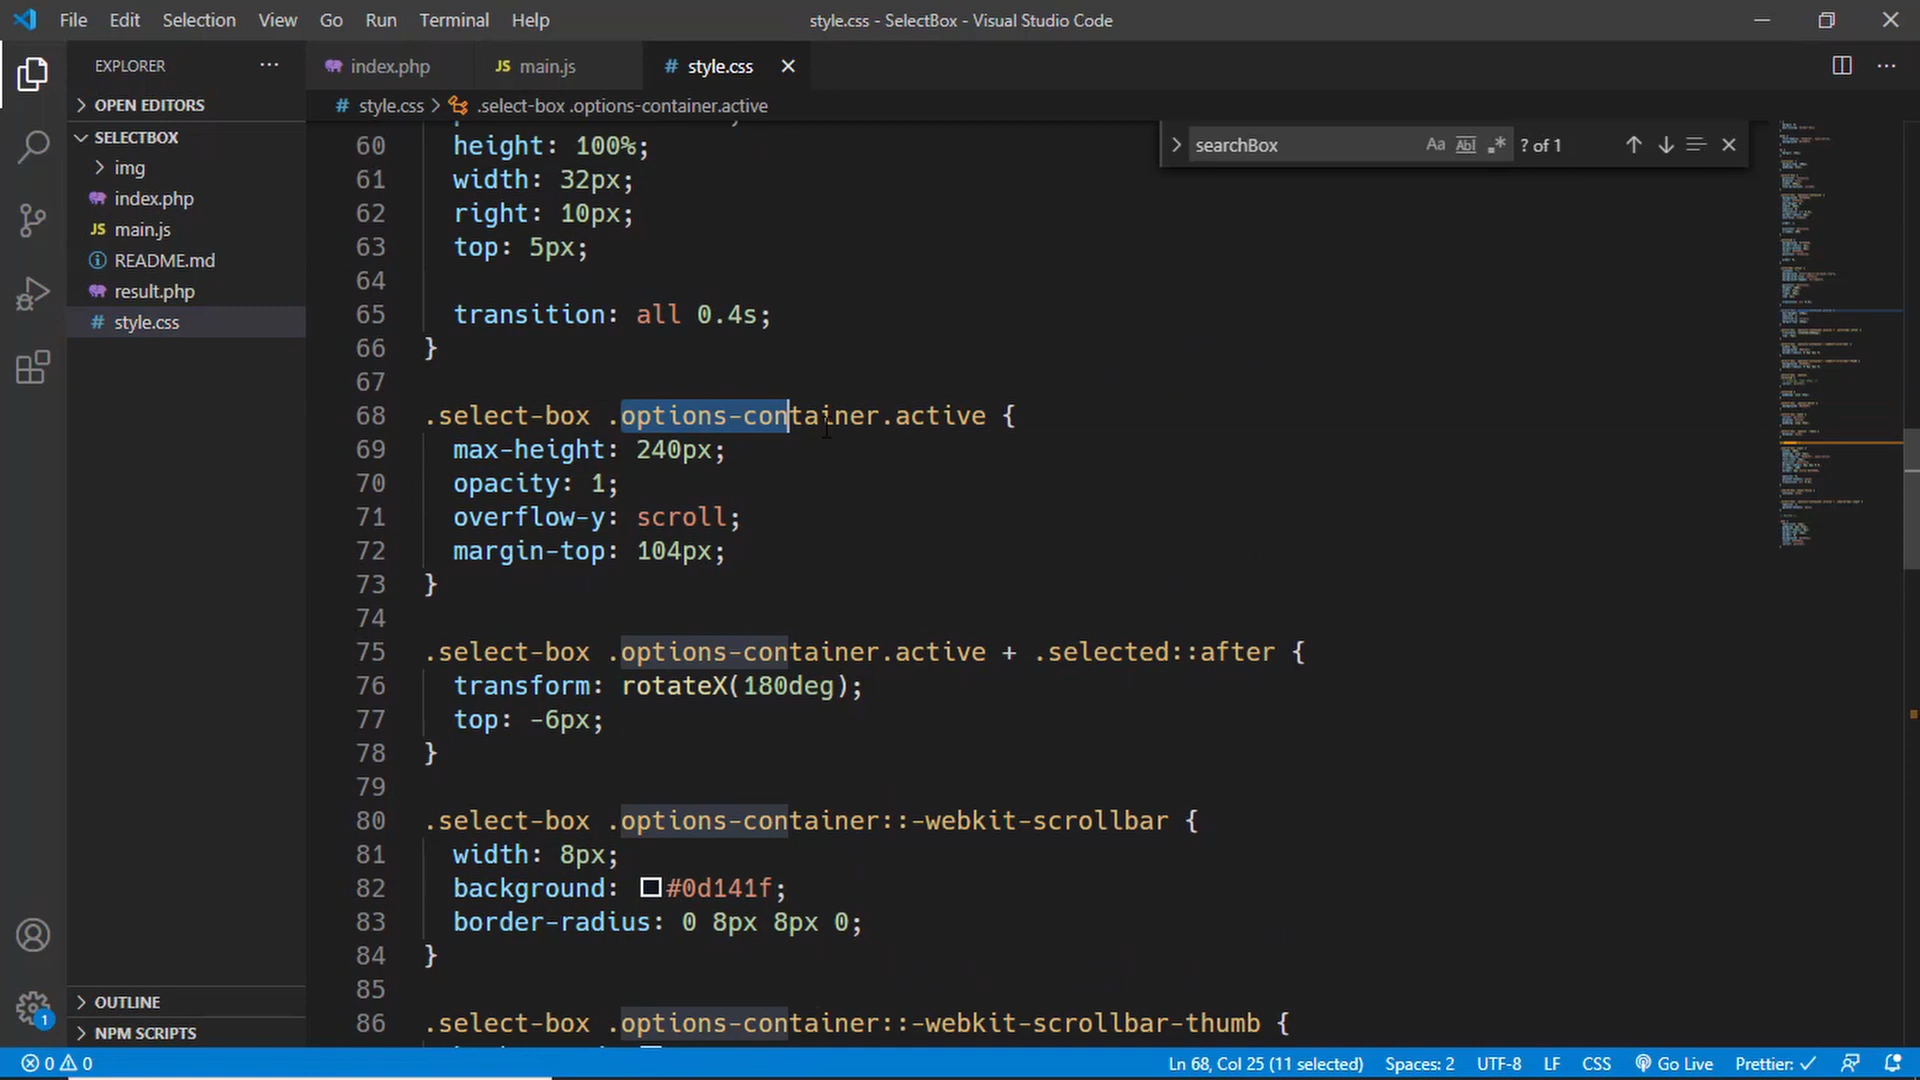 File Edit Selection View Go Run Terminal Help
style.css - SelectBox - Visual Studio Code
EXPLORER
index.php
JS main.js
# style.css
OPEN EDITORS
# style.css > .select-box .options-container.active
SELECTBOX
img
index.php
JS main.js
README.md
result.php
# style.css
searchBox
Aa Abl .* ? of 1
60 height: 100%;
61 width: 32px;
62 right: 10px;
63 top: 5px;
64
65 transition: all 0.4s;
66 }
67
68 .select-box .options-container.active {
69 max-height: 240px;
70 opacity: 1;
71 overflow-y: scroll;
72 margin-top: 104px;
73 }
74
75 .select-box .options-container.active + .selected::after {
76 transform: rotateX(180deg);
77 top: -6px;
78 }
79
80 .select-box .options-container::-webkit-scrollbar {
81 width: 8px;
82 background: #0d141f;
83 border-radius: 0 8px 8px 0;
84 }
85
86 .select-box .options-container::-webkit-scrollbar-thumb {
1
OUTLINE
NPM SCRIPTS
0 0
Ln 68, Col 25 (11 selected) Spaces: 2 UTF-8 LF CSS Go Live Prettier: ✓